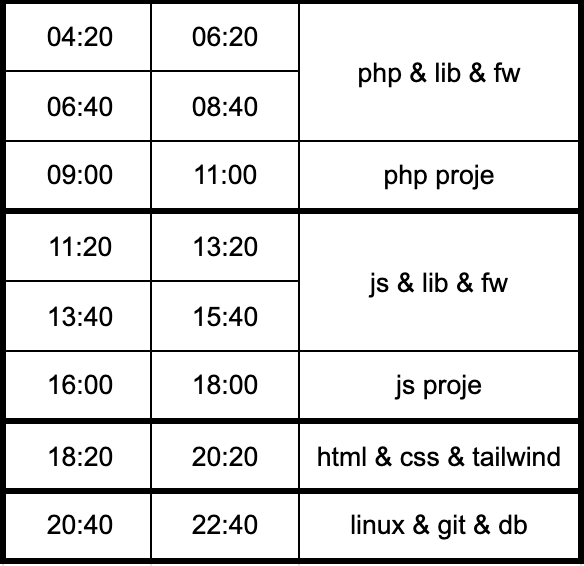 04:20 06:20
php & lib & fw
06:40 08:40
09:00 11:00 php proje
11:20 13:20
js & lib & fw
13:40 15:40
16:00 18:00 js proje
18:20 20:20 html & css & tailwind
20:40 22:40 linux & git & db